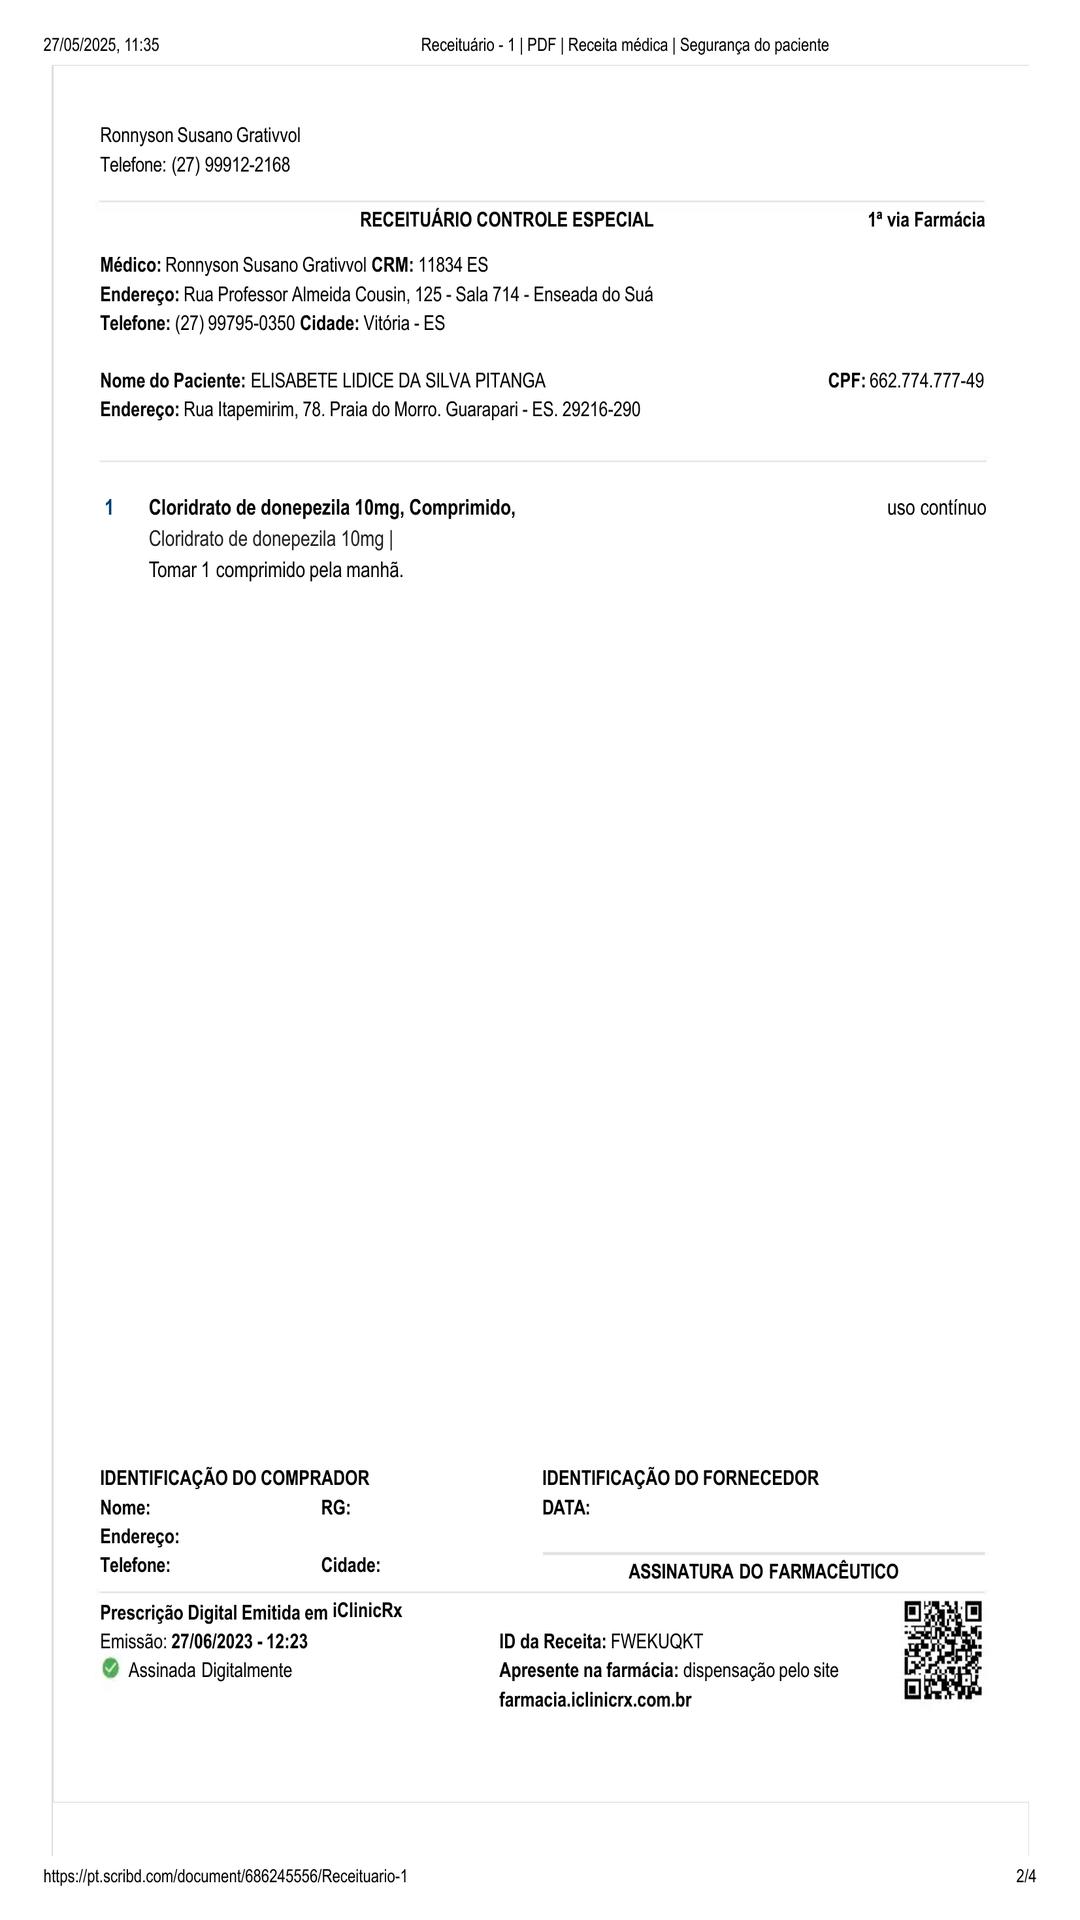 27/05/2025, 11:35 Receituário - 1 | PDF | Receita médica | Segurança do paciente
Ronnyson Susano Grativvol
Telefone: (27) 99912-2168
RECEITUÁRIO CONTROLE ESPECIAL 1ª via Farmácia
Médico: Ronnyson Susano Grativvol CRM: 11834 ES
Endereço: Rua Professor Almeida Cousin, 125 - Sala 714 - Enseada do Suá
Telefone: (27) 99795-0350 Cidade: Vitória - ES
Nome do Paciente: ELISABETE LIDICE DA SILVA PITANGA CPF: 662.774.777-49
Endereço: Rua Itapemirim, 78. Praia do Morro. Guarapari - ES. 29216-290
1 Cloridrato de donepezila 10mg, Comprimido, uso contínuo
Cloridrato de donepezila 10mg |
Tomar 1 comprimido pela manhã.
IDENTIFICAÇÃO DO COMPRADOR IDENTIFICAÇÃO DO FORNECEDOR
Nome: RG: DATA:
Endereço:
Telefone: Cidade: ASSINATURA DO FARMACÊUTICO
Prescrição Digital Emitida em iClinicRx
Emissão: 27/06/2023 - 12:23 ID da Receita: FWEKUQKT
Assinada Digitalmente Apresente na farmácia: dispensação pelo site
farmacia.iclinicrx.com.br
https://pt.scribd.com/document/686245556/Receituario-1 2/4